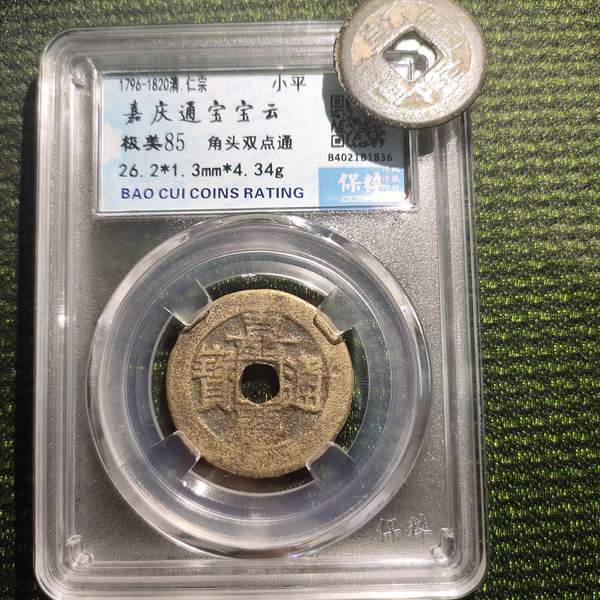 1796-1820清.仁宗 小平
嘉庆通宝宝云
极美85 角头双点通
26.2*1.3mm*4.34g
B402181836
保粹
BAO CUI COINS RATING
嘉
寶 通
慶
保粹